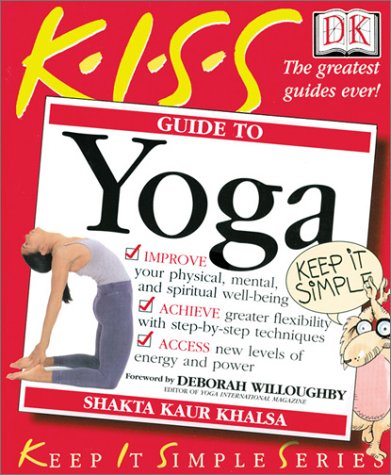 K·I·S·S
DK
The greatest
guides ever!
GUIDE TO
Yoga
IMPROVE
your physical, mental,
and spiritual well-being
ACHIEVE greater flexibility
with step-by-step techniques
ACCESS new levels of
energy and power
KEEP IT
SIMPLE
Foreword by DEBORAH WILLOUGHBY
EDITOR OF YOGA INTERNATIONAL MAGAZINE
SHAKTA KAUR KHALSA
KEEP IT SIMPLE SERIES